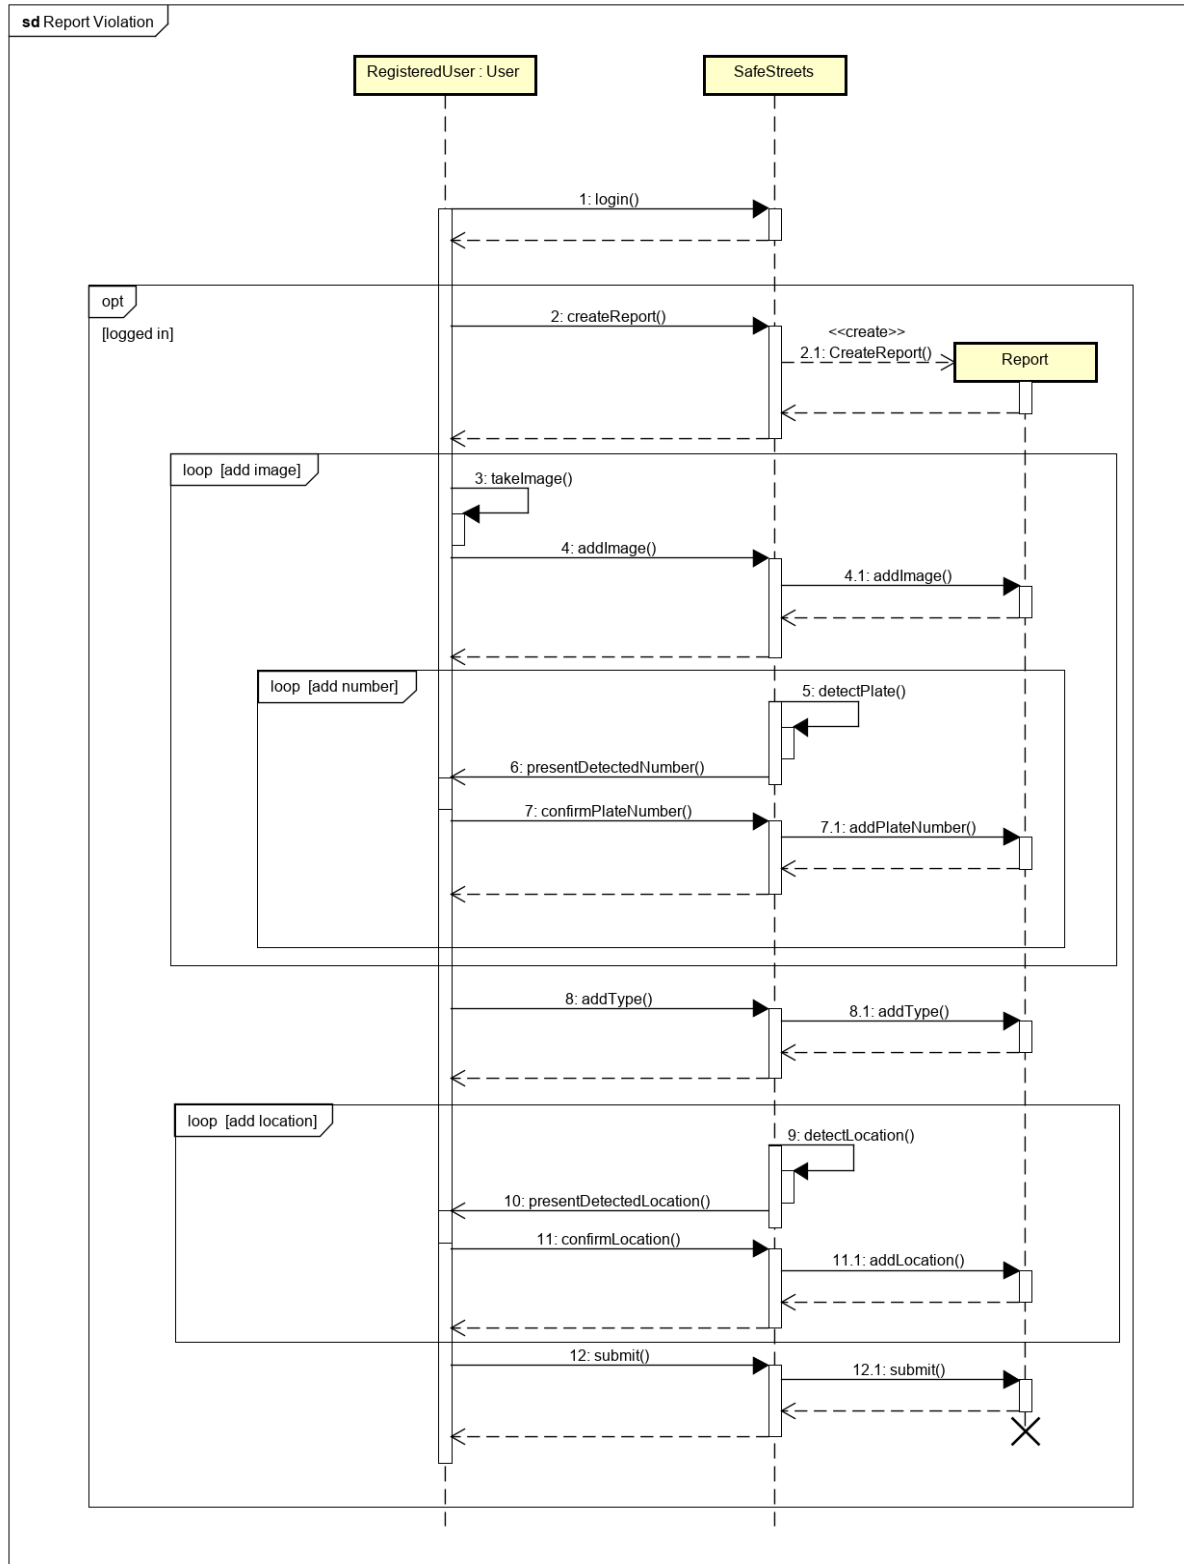 sd Report Violation
RegisteredUser : User
SafeStreets
1: login()
opt
[logged in]
2: createReport()
<<create>>
2.1: CreateReport()
Report
loop [add image]
3: takeImage()
4: addImage()
4.1: addImage()
loop [add number]
5: detectPlate()
6: presentDetectedNumber()
7: confirmPlateNumber()
7.1: addPlateNumber()
8: addType()
8.1: addType()
loop [add location]
9: detectLocation()
10: presentDetectedLocation()
11: confirmLocation()
11.1: addLocation()
12: submit()
12.1: submit()